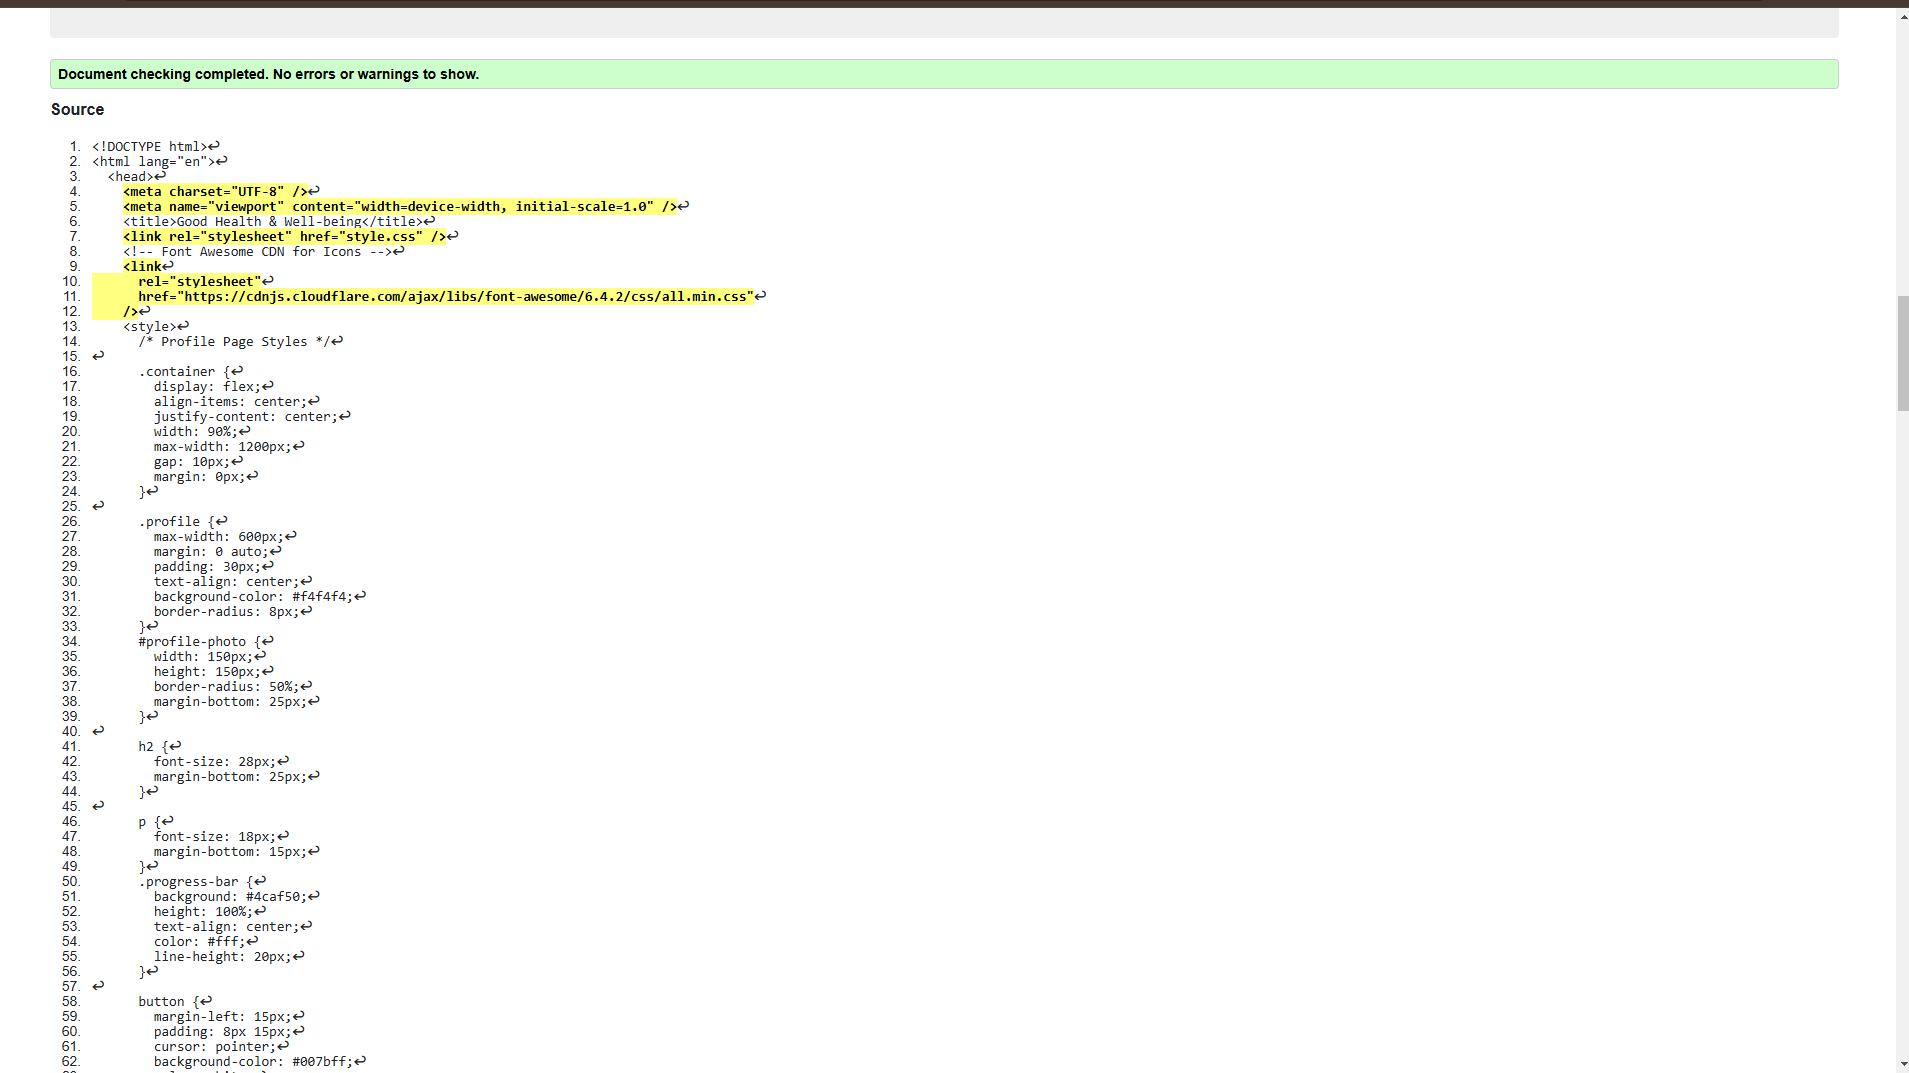 Document checking completed. No errors or warnings to show.
Source
1. <!DOCTYPE html>↩
2. <html lang="en">↩
3. <head>↩
4. <meta charset="UTF-8" />↩
5. <meta name="viewport" content="width=device-width, initial-scale=1.0" />↩
6. <title>Good Health & Well-being</title>↩
7. <link rel="stylesheet" href="style.css" />↩
8. <!-- Font Awesome CDN for Icons -->↩
9. <link↩
10. rel="stylesheet"↩
11. href="https://cdnjs.cloudflare.com/ajax/libs/font-awesome/6.4.2/css/all.min.css"↩
12. />↩
13. <style>↩
14. /* Profile Page Styles */↩
15. ↩
16. .container {↩
17. display: flex;↩
18. align-items: center;↩
19. justify-content: center;↩
20. width: 90%;↩
21. max-width: 1200px;↩
22. gap: 10px;↩
23. margin: 0px;↩
24. }↩
25. ↩
26. .profile {↩
27. max-width: 600px;↩
28. margin: 0 auto;↩
29. padding: 30px;↩
30. text-align: center;↩
31. background-color: #f4f4f4;↩
32. border-radius: 8px;↩
33. }↩
34. #profile-photo {↩
35. width: 150px;↩
36. height: 150px;↩
37. border-radius: 50%;↩
38. margin-bottom: 25px;↩
39. }↩
40. ↩
41. h2 {↩
42. font-size: 28px;↩
43. margin-bottom: 25px;↩
44. }↩
45. ↩
46. p {↩
47. font-size: 18px;↩
48. margin-bottom: 15px;↩
49. }↩
50. .progress-bar {↩
51. background: #4caf50;↩
52. height: 100%;↩
53. text-align: center;↩
54. color: #fff;↩
55. line-height: 20px;↩
56. }↩
57. ↩
58. button {↩
59. margin-left: 15px;↩
60. padding: 8px 15px;↩
61. cursor: pointer;↩
62. background-color: #007bff;↩